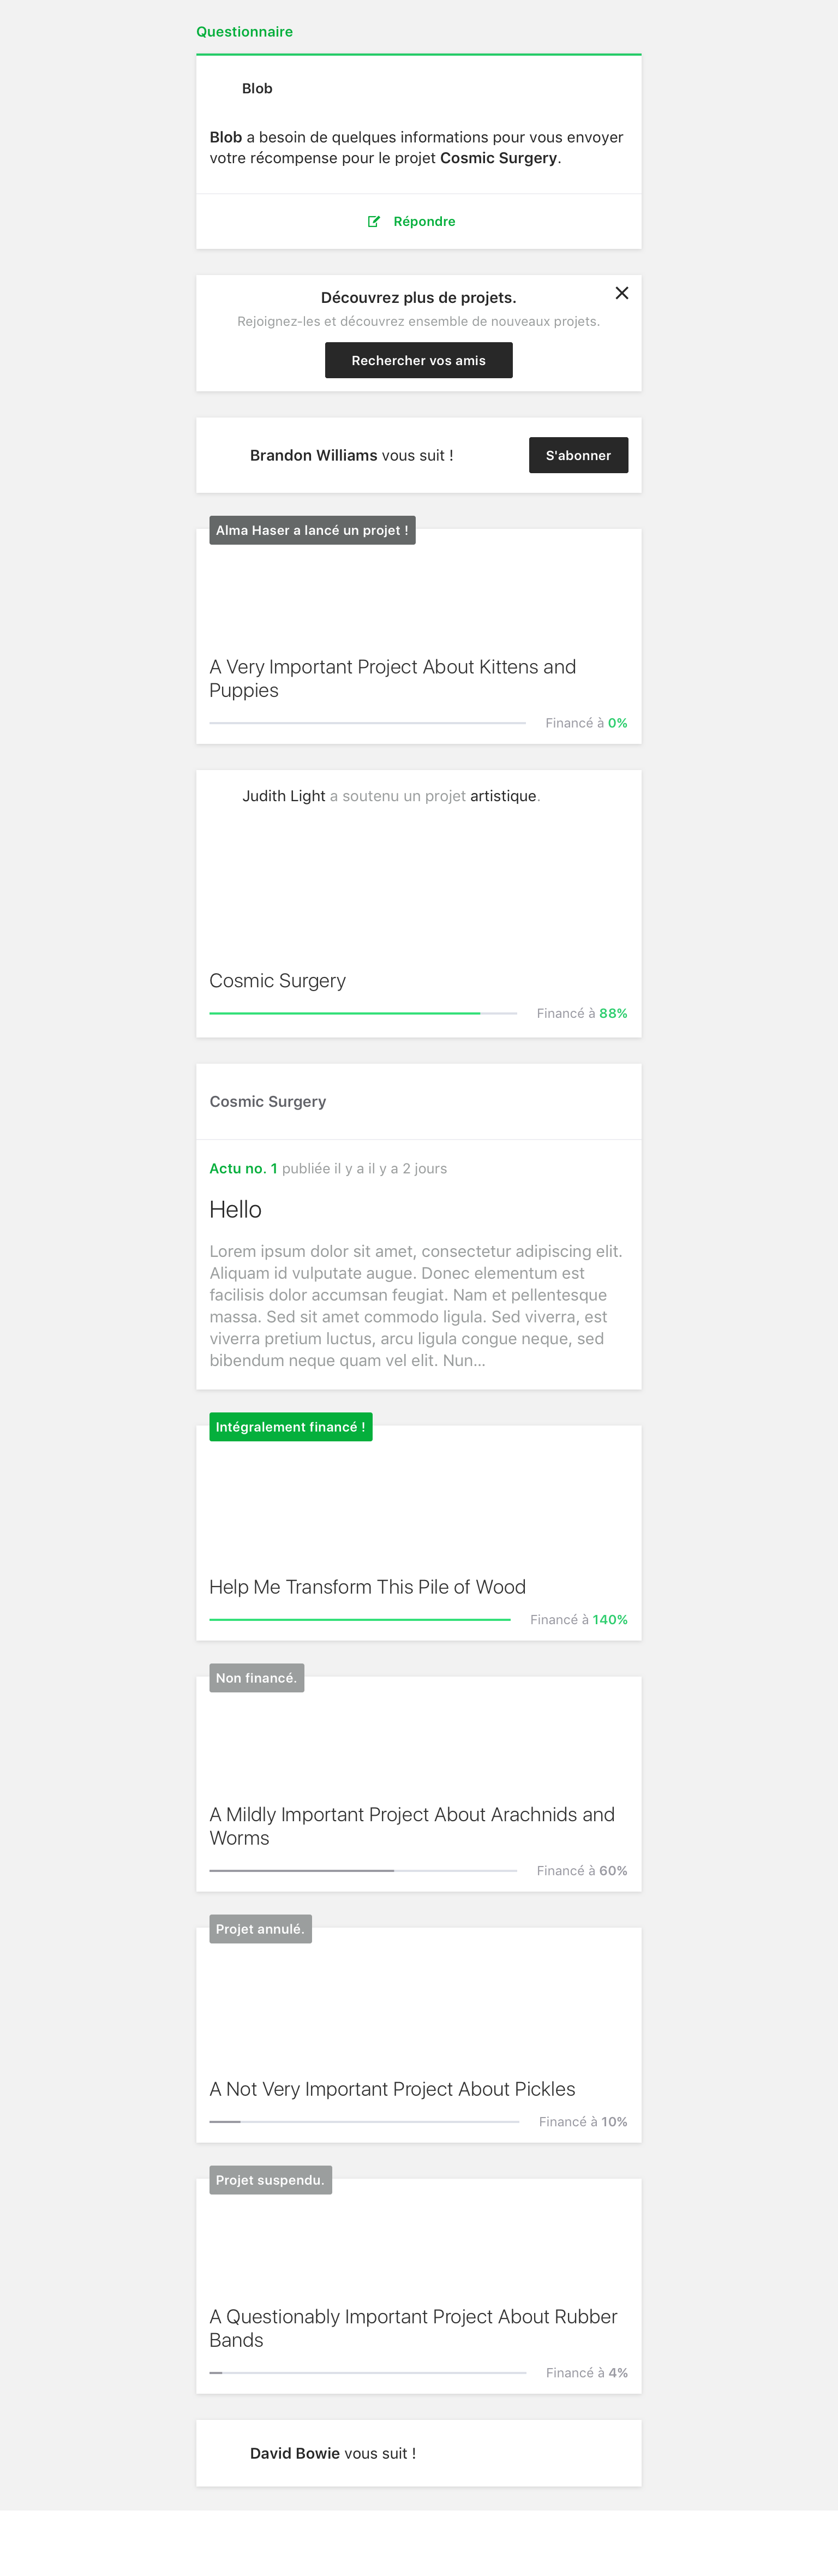 Questionnaire
Blob
Blob a besoin de quelques informations pour vous envoyer
votre récompense pour le projet Cosmic Surgery.
Répondre
Découvrez plus de projets.
Rejoignez-les et découvrez ensemble de nouveaux projets.
Rechercher vos amis
Brandon Williams vous suit !
S'abonner
Alma Haser a lancé un projet !
A Very Important Project About Kittens and
Puppies
Financé à 0%
Judith Light a soutenu un projet artistique.
Cosmic Surgery
Financé à 88%
Cosmic Surgery
Actu no. 1 publiée il y a il y a 2 jours
Hello
Lorem ipsum dolor sit amet, consectetur adipiscing elit.
Aliquam id vulputate augue. Donec elementum est
facilisis dolor accumsan feugiat. Nam et pellentesque
massa. Sed sit amet commodo ligula. Sed viverra, est
viverra pretium luctus, arcu ligula congue neque, sed
bibendum neque quam vel elit. Nun...
Intégralement financé !
Help Me Transform This Pile of Wood
Financé à 140%
Non financé.
A Mildly Important Project About Arachnids and
Worms
Financé à 60%
Projet annulé.
A Not Very Important Project About Pickles
Financé à 10%
Projet suspendu.
A Questionably Important Project About Rubber
Bands
Financé à 4%
David Bowie vous suit !